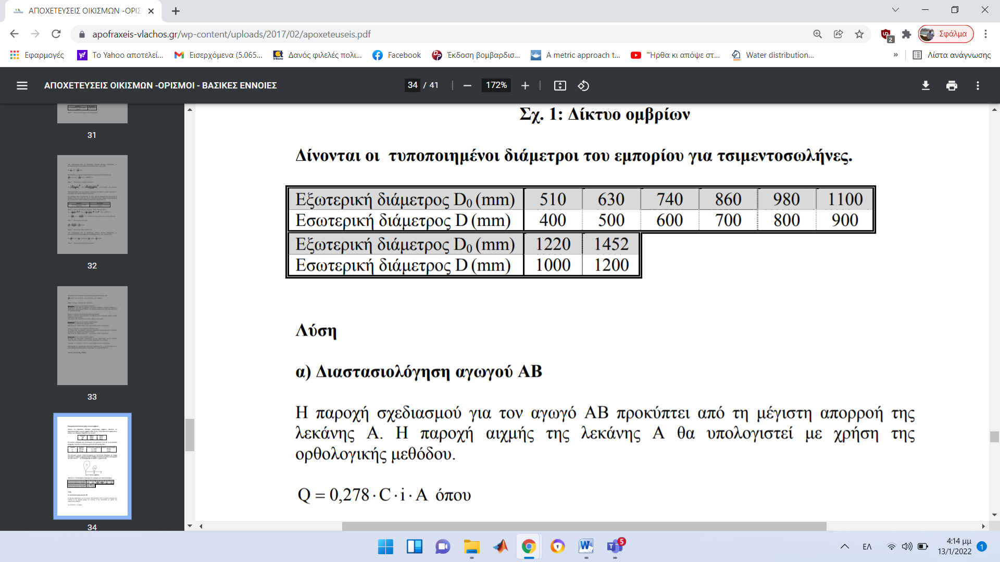 ΑΠΟΧΕΤΕΥΣΕΙΣ ΟΙΚΙΣΜΩΝ -ΟΡΙΣ
apofraxeis-vlachos.gr/wp-content/uploads/2017/02/apoxeteuseis.pdf
2
Σφάλμα
Εφαρμογές
Το Yahoo αποτελεί...
Εισερχόμενα (5.065...
Δανός φιλελές πολι...
Facebook
Έκδοση βομβαρδισ...
A metric approach t...
"Ήρθα κι απόψε στ...
Water distribution...
»
Λίστα ανάγνωσης
ΑΠΟΧΕΤΕΥΣΕΙΣ ΟΙΚΙΣΜΩΝ -ΟΡΙΣΜΟΙ - ΒΑΣΙΚΕΣ ΕΝΝΟΙΕΣ
34 / 41
172%
31
32
33
34
Σχ. 1: Δίκτυο ομβρίων
Δίνονται οι τυποποιημένοι διάμετροι του εμπορίου για τσιμεντοσωλήνες.
Εξωτερική διάμετρος D₀ (mm) 510 630 740 860 980 1100
Εσωτερική διάμετρος D (mm) 400 500 600 700 800 900
Εξωτερική διάμετρος D₀ (mm) 1220 1452
Εσωτερική διάμετρος D (mm) 1000 1200
Λύση
α) Διαστασιολόγηση αγωγού ΑΒ
Η παροχή σχεδιασμού για τον αγωγό ΑΒ προκύπτει από τη μέγιστη απορροή της
λεκάνης Α. Η παροχή αιχμής της λεκάνης Α θα υπολογιστεί με χρήση της
ορθολογικής μεθόδου.
Q = 0,278 · C · i · A όπου
5
ΕΛ
4:14 μμ
13/1/2022
1